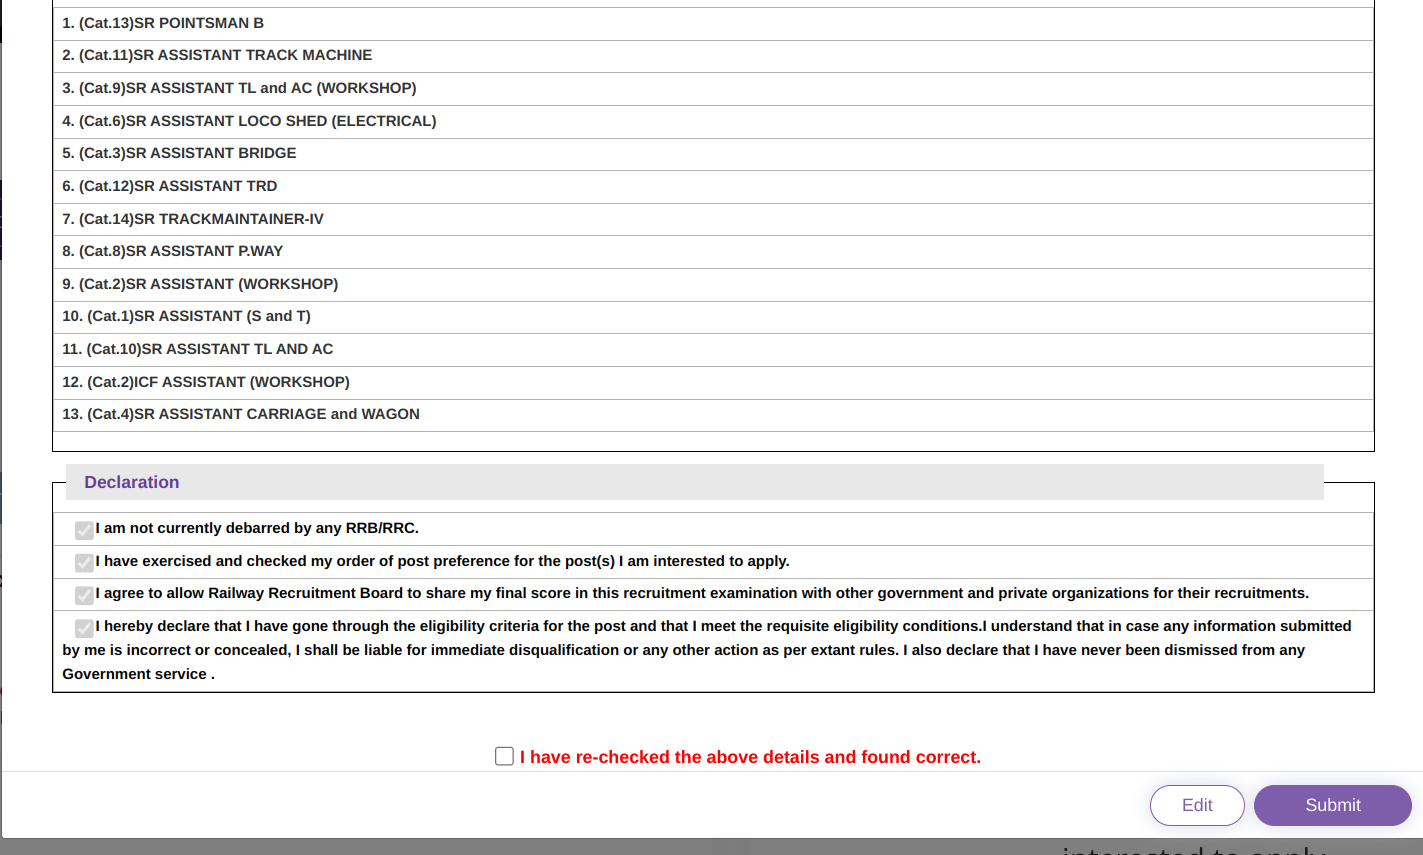 1. (Cat.13)SR POINTSMAN B
2. (Cat.11)SR ASSISTANT TRACK MACHINE
3. (Cat.9)SR ASSISTANT TL and AC (WORKSHOP)
4. (Cat.6)SR ASSISTANT LOCO SHED (ELECTRICAL)
5. (Cat.3)SR ASSISTANT BRIDGE
6. (Cat.12)SR ASSISTANT TRD
7. (Cat.14)SR TRACKMAINTAINER-IV
8. (Cat.8)SR ASSISTANT P.WAY
9. (Cat.2)SR ASSISTANT (WORKSHOP)
10. (Cat.1)SR ASSISTANT (S and T)
11. (Cat.10)SR ASSISTANT TL AND AC
12. (Cat.2)ICF ASSISTANT (WORKSHOP)
13. (Cat.4)SR ASSISTANT CARRIAGE and WAGON
Declaration
I am not currently debarred by any RRB/RRC.
I have exercised and checked my order of post preference for the post(s) I am interested to apply.
I agree to allow Railway Recruitment Board to share my final score in this recruitment examination with other government and private organizations for their recruitments.
I hereby declare that I have gone through the eligibility criteria for the post and that I meet the requisite eligibility conditions.I understand that in case any information submitted
by me is incorrect or concealed, I shall be liable for immediate disqualification or any other action as per extant rules. I also declare that I have never been dismissed from any
Government service .
I have re-checked the above details and found correct.
Edit
Submit
interested to apply